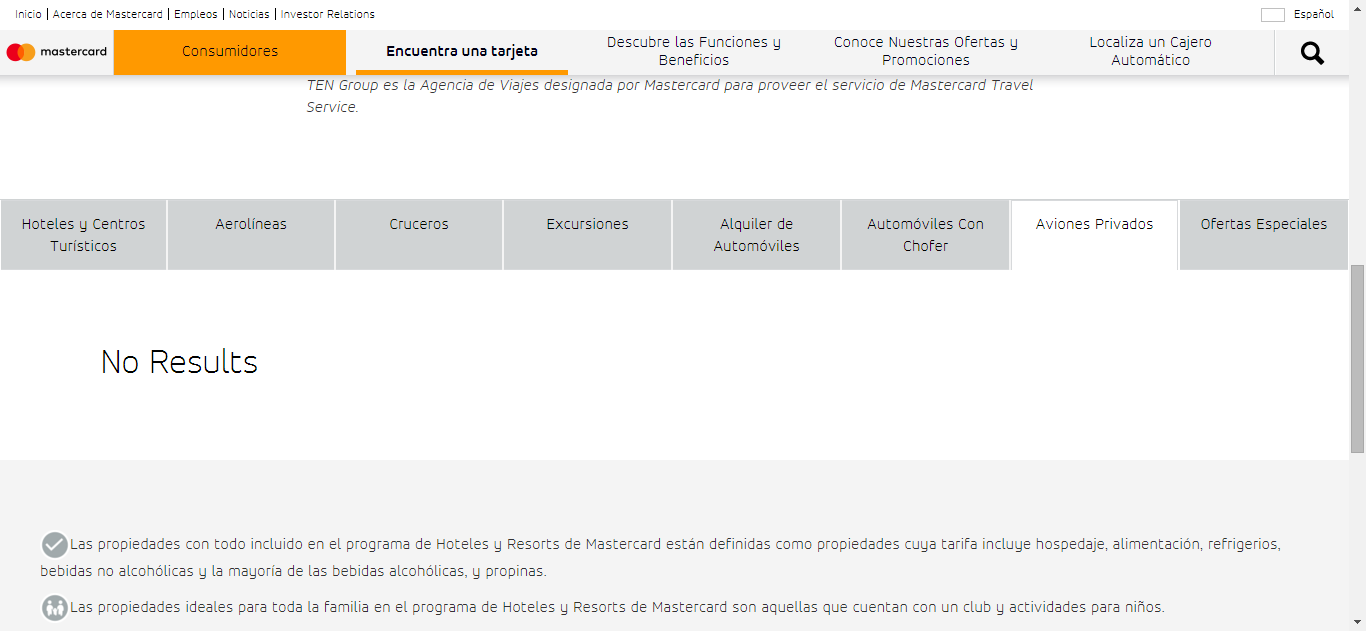 Inicio | Acerca de Mastercard | Empleos | Noticias | Investor Relations
Español
mastercard
Consumidores
Encuentra una tarjeta
Descubre las Funciones y
Beneficios
Conoce Nuestras Ofertas y
Promociones
Localiza un Cajero
Automático
TEN Group es la Agencia de Viajes designada por Mastercard para proveer el servicio de Mastercard Travel
Service.
Hoteles y Centros
Turísticos
Aerolíneas
Cruceros
Excursiones
Alquiler de
Automóviles
Automóviles Con
Chofer
Aviones Privados
Ofertas Especiales
No Results
Las propiedades con todo incluido en el programa de Hoteles y Resorts de Mastercard están definidas como propiedades cuya tarifa incluye hospedaje, alimentación, refrigerios,
bebidas no alcohólicas y la mayoría de las bebidas alcohólicas, y propinas.
Las propiedades ideales para toda la familia en el programa de Hoteles y Resorts de Mastercard son aquellas que cuentan con un club y actividades para niños.